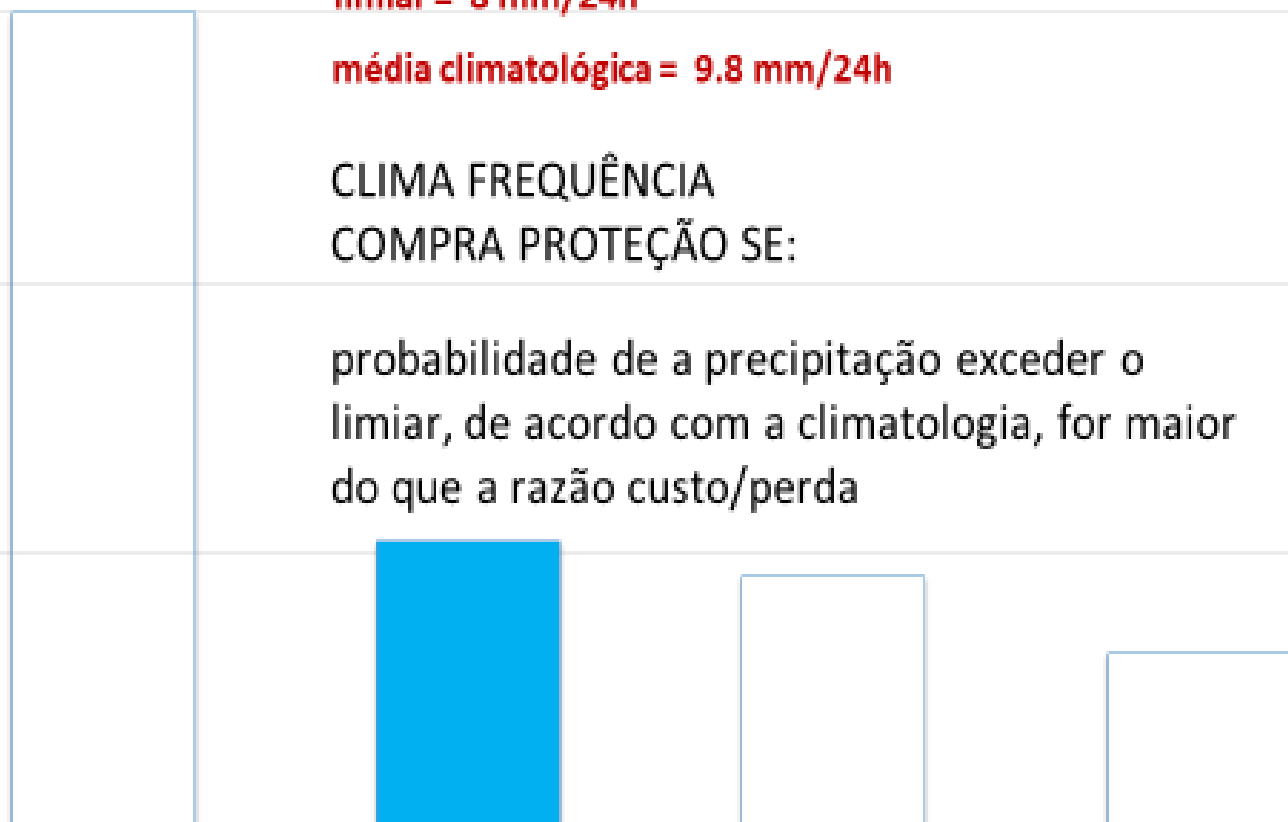 média climatológica = 9.8 mm/24h
CLIMA FREQUÊNCIA
COMPRA PROTEÇÃO SE:
probabilidade de a precipitação exceder o
limiar, de acordo com a climatologia, for maior
do que a razão custo/perda